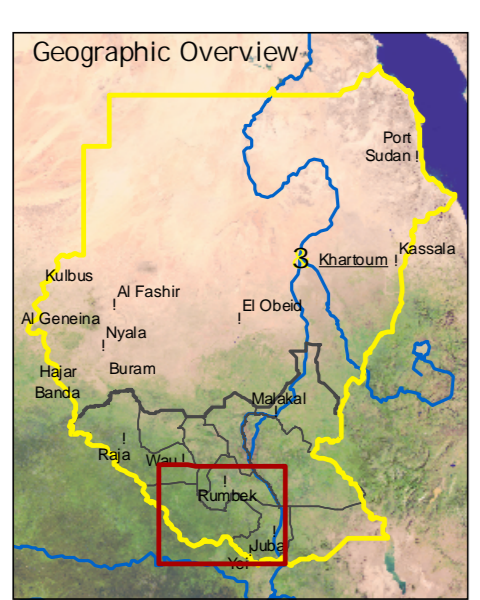 Geographic Overview
Port
Sudan !
3 Khartoum !
Kassala
Kulbus
Al Fashir
!
El Obeid
!
Al Geneina
Nyala
!
Hajar
Banda
Buram
Malakal
!
!
Raja
Wau !
!
Rumbek
!
Juba
!
Yei